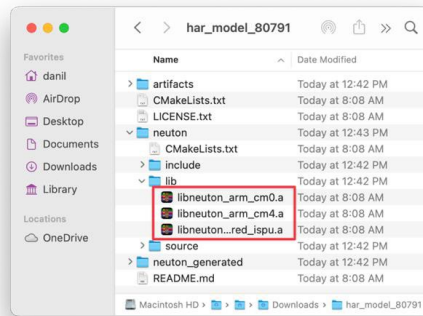 har_model_80791
Favorites
danil
AirDrop
Desktop
Documents
Downloads
Library
Locations
OneDrive
Name Date Modified
artifacts Today at 12:42 PM
CMakeLists.txt Today at 8:08 AM
LICENSE.txt Today at 8:08 AM
neuton Today at 12:43 PM
CMakeLists.txt Today at 8:08 AM
include Today at 12:42 PM
lib Today at 12:42 PM
libneuton_arm_cm0.a Today at 8:08 AM
libneuton_arm_cm4.a Today at 8:08 AM
libneuton...red_ispu.a Today at 8:08 AM
source Today at 12:42 PM
neuton_generated Today at 12:42 PM
README.md Today at 8:08 AM
Macintosh HD Downloads har_model_80791